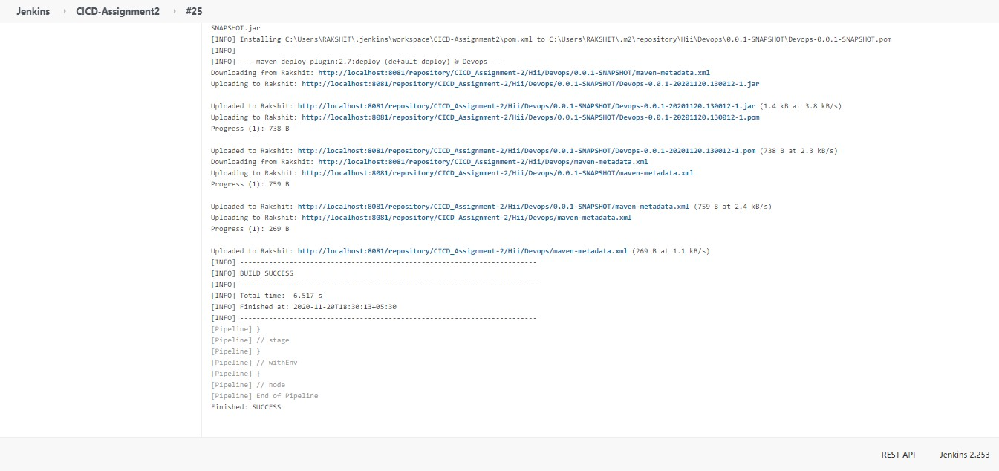 Jenkins › CICD-Assignment2 › #25
SNAPSHOT.jar
[INFO] Installing C:\Users\RAKSHIT\.jenkins\workspace\CICD-Assignment2\pom.xml to C:\Users\RAKSHIT\.m2\repository\Hii\Devops\0.0.1-SNAPSHOT\Devops-0.0.1-SNAPSHOT.pom
[INFO]
[INFO] --- maven-deploy-plugin:2.7:deploy (default-deploy) @ Devops ---
Downloading from Rakshit: http://localhost:8081/repository/CICD_Assignment-2/Hii/Devops/0.0.1-SNAPSHOT/maven-metadata.xml
Uploading to Rakshit: http://localhost:8081/repository/CICD_Assignment-2/Hii/Devops/0.0.1-SNAPSHOT/Devops-0.0.1-20201120.130012-1.jar
Uploaded to Rakshit: http://localhost:8081/repository/CICD_Assignment-2/Hii/Devops/0.0.1-SNAPSHOT/Devops-0.0.1-20201120.130012-1.jar (1.4 kB at 3.8 kB/s)
Uploading to Rakshit: http://localhost:8081/repository/CICD_Assignment-2/Hii/Devops/0.0.1-SNAPSHOT/Devops-0.0.1-20201120.130012-1.pom
Progress (1): 738 B
Uploaded to Rakshit: http://localhost:8081/repository/CICD_Assignment-2/Hii/Devops/0.0.1-SNAPSHOT/Devops-0.0.1-20201120.130012-1.pom (738 B at 2.3 kB/s)
Downloading from Rakshit: http://localhost:8081/repository/CICD_Assignment-2/Hii/Devops/maven-metadata.xml
Uploading to Rakshit: http://localhost:8081/repository/CICD_Assignment-2/Hii/Devops/0.0.1-SNAPSHOT/maven-metadata.xml
Progress (1): 759 B
Uploaded to Rakshit: http://localhost:8081/repository/CICD_Assignment-2/Hii/Devops/0.0.1-SNAPSHOT/maven-metadata.xml (759 B at 2.4 kB/s)
Uploading to Rakshit: http://localhost:8081/repository/CICD_Assignment-2/Hii/Devops/maven-metadata.xml
Progress (1): 269 B
Uploaded to Rakshit: http://localhost:8081/repository/CICD_Assignment-2/Hii/Devops/maven-metadata.xml (269 B at 1.1 kB/s)
[INFO] ------------------------------------------------------------------------
[INFO] BUILD SUCCESS
[INFO] ------------------------------------------------------------------------
[INFO] Total time:  6.517 s
[INFO] Finished at: 2020-11-20T18:30:13+05:30
[INFO] ------------------------------------------------------------------------
[Pipeline] }
[Pipeline] // stage
[Pipeline] }
[Pipeline] // withEnv
[Pipeline] }
[Pipeline] // node
[Pipeline] End of Pipeline
Finished: SUCCESS
REST API Jenkins 2.253